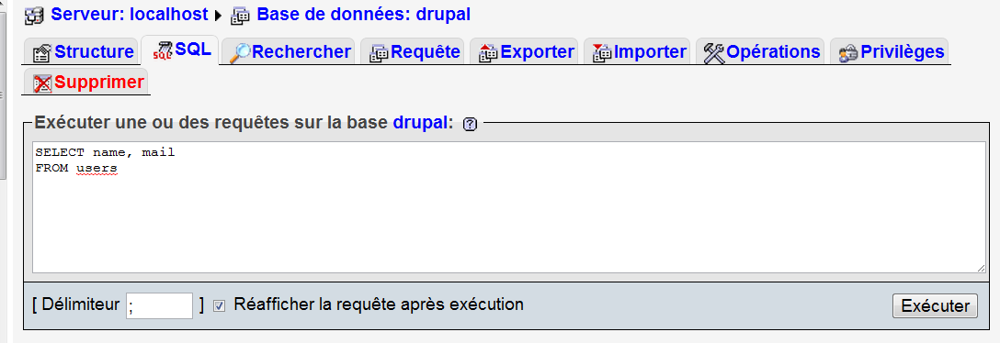 Serveur: localhost Base de données: drupal
Structure SQL Rechercher Requête Exporter Importer Opérations Privilèges
Supprimer
Exécuter une ou des requêtes sur la base drupal: ?
SELECT name, mail
FROM users
[ Délimiteur ; ] Réafficher la requête après exécution Exécuter